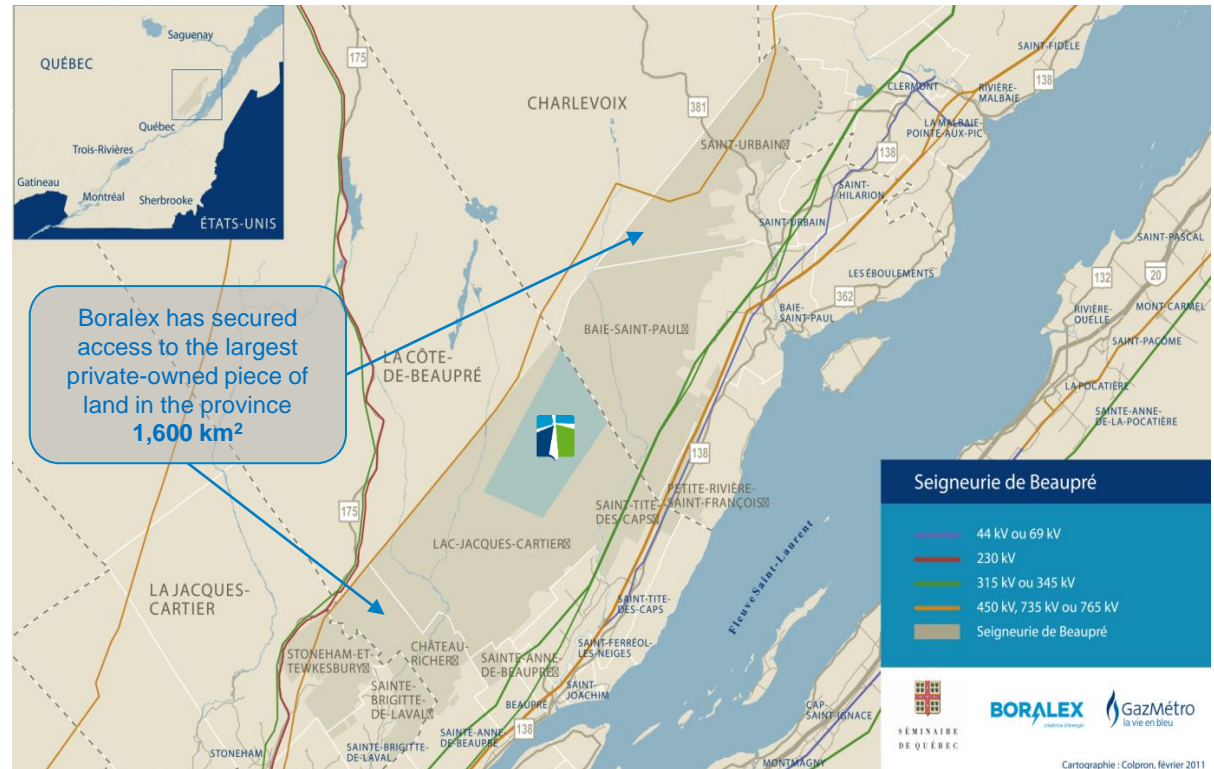 Saguenay
QUÉBEC
Québec
Trois-Rivières
Gatineau
Montréal
Sherbrooke
ÉTATS-UNIS
175
CHARLEVOIX
381
SAINT-FIDÈLE
138
CLERMONT
RIVIÈRE-
MALBAIE
LA MALBAIE-
POINTE-AUX-PIC
SAINT-URBAIN
138
SAINT-
HILARION
SAINT-URBAIN
SAINT-PASCAL
LES ÉBOULEMENTS
132
20
362
RIVIÈRE-
OUELLE
MONT-CARMEL
BAIE-
SAINT-PAUL
BAIE-SAINT-PAUL
SAINT-PACÔME
Boralex has secured
access to the largest
private-owned piece of
land in the province
1,600 km²
LA CÔTE-
DE-BEAUPRÉ
LA POCATIÈRE
SAINTE-ANNE-
DE-LA-POCATIÈRE
138
PETITE-RIVIÈRE-
SAINT-FRANÇOIS
SAINT-TITE-
DES-CAPS
175
LAC-JACQUES-CARTIER
LA JACQUES-
CARTIER
Fleuve Saint-Laurent
SAINT-TITE-
DES-CAPS
STONEHAM-ET-
TEWKESBURY
CHÂTEAU-
RICHER
SAINTE-ANNE-
DE-BEAUPRÉ
SAINT-FERRÉOL-
LES-NEIGES
SAINTE-
BRIGITTE-
DE-LAVAL
SAINT-
JOACHIM
BEAUPRÉ
CAP-
SAINT-IGNACE
SAINTE-ANNE-
DE-BEAUPRÉ
138
STONEHAM
SAINTE-BRIGITTE-
DE-LAVAL
MONTMAGNY
Seigneurie de Beaupré
44 kV ou 69 kV
230 kV
315 kV ou 345 kV
450 kV, 735 kV ou 765 kV
Seigneurie de Beaupré
SÉMINAIRE
DE QUÉBEC
BORALEX
créatrice d'énergie
GazMétro
la vie en bleu
Cartographie : Colpron, février 2011